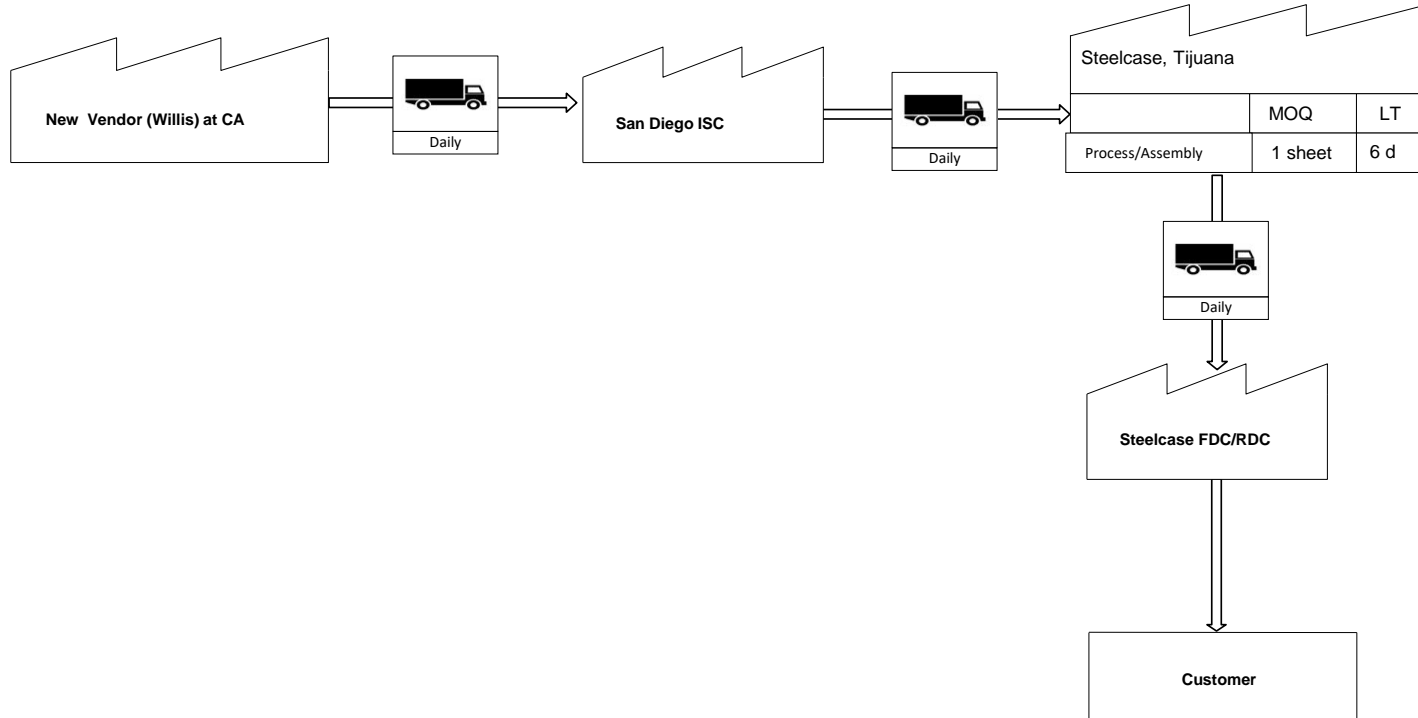 Steelcase, Tijuana
New  Vendor (Willis) at CA
San Diego ISC
MOQ
LT
Daily
Daily
Process/Assembly
1 sheet
6 d
Daily
Steelcase FDC/RDC
Customer